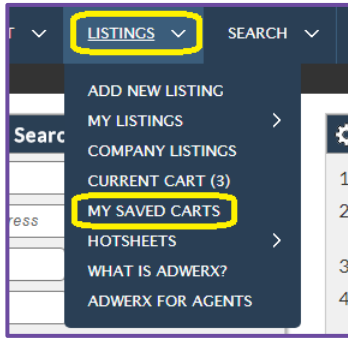 T LISTINGS SEARCH
ADD NEW LISTING
MY LISTINGS
COMPANY LISTINGS
CURRENT CART (3)
MY SAVED CARTS
HOTSHEETS
WHAT IS ADWERX?
ADWERX FOR AGENTS
Searc
1
ress
2
3
4